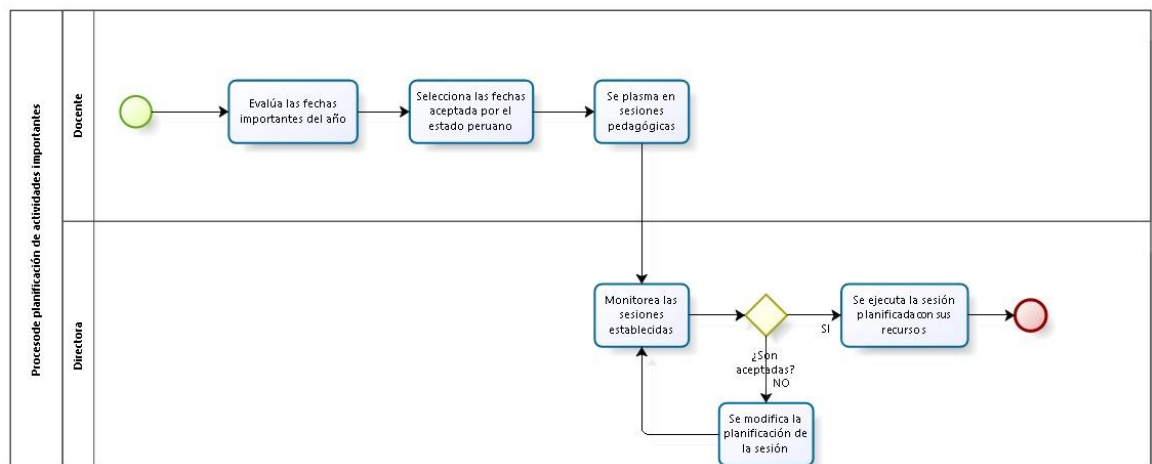 Procesode planificación de actividades importantes
Docente
Evalúa las fechas
importantes del año
Selecciona las fechas
aceptada por el
estado peruano
Se plasma en
sesiones
pedagógicas
Directora
Monitorea las
sesiones
establecidas
¿Son
aceptadas?
SI
NO
Se ejecuta la sesión
planificada con sus
recursos
Se modifica la
planificación de
la sesión